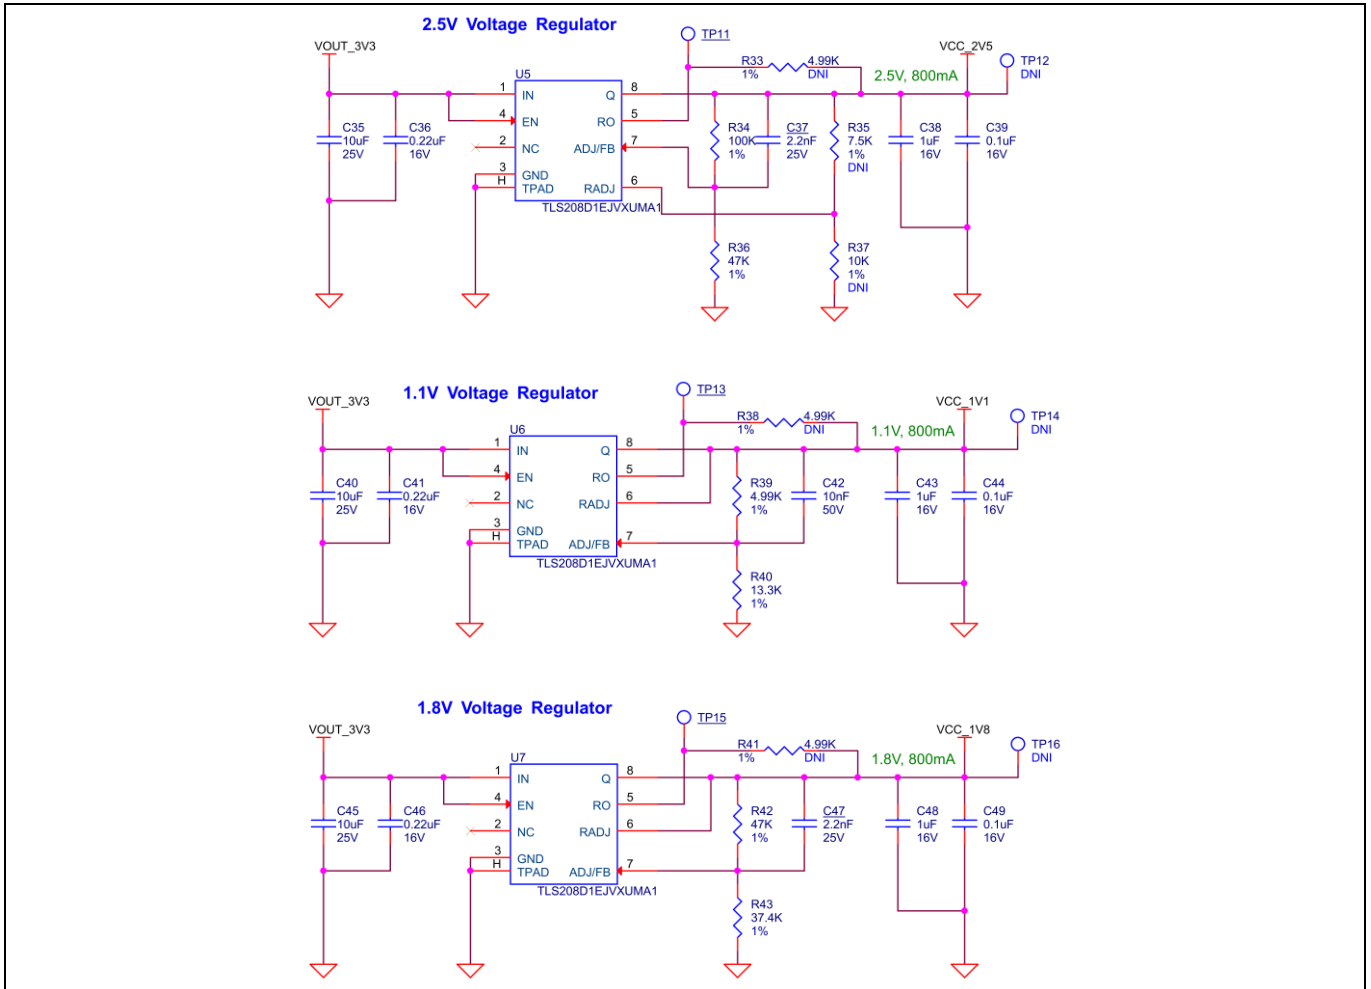 2.5V Voltage Regulator
VOUT_3V3
TP11
VCC_2V5
TP12
DNI
R33
1%
4.99K
DNI
2.5V, 800mA
U5
1
IN
4
EN
2
NC
3
GND
H
TPAD
Q
8
RO
5
ADJ/FB
7
RADJ
6
TLS208D1EJVXUMA1
C35
10uF
25V
C36
0.22uF
16V
R34
100K
1%
C37
2.2nF
25V
R35
7.5K
1%
DNI
C38
1uF
16V
C39
0.1uF
16V
R36
47K
1%
R37
10K
1%
DNI
1.1V Voltage Regulator
VOUT_3V3
TP13
VCC_1V1
TP14
DNI
R38
1%
4.99K
DNI
1.1V, 800mA
U6
1
IN
4
EN
2
NC
3
GND
H
TPAD
Q
8
RO
5
RADJ
6
ADJ/FB
7
TLS208D1EJVXUMA1
C40
10uF
25V
C41
0.22uF
16V
R39
4.99K
1%
C42
10nF
50V
C43
1uF
16V
C44
0.1uF
16V
R40
13.3K
1%
1.8V Voltage Regulator
VOUT_3V3
TP15
VCC_1V8
TP16
DNI
R41
1%
4.99K
DNI
1.8V, 800mA
U7
1
IN
4
EN
2
NC
3
GND
H
TPAD
Q
8
RO
5
RADJ
6
ADJ/FB
7
TLS208D1EJVXUMA1
C45
10uF
25V
C46
0.22uF
16V
R42
47K
1%
C47
2.2nF
25V
C48
1uF
16V
C49
0.1uF
16V
R43
37.4K
1%